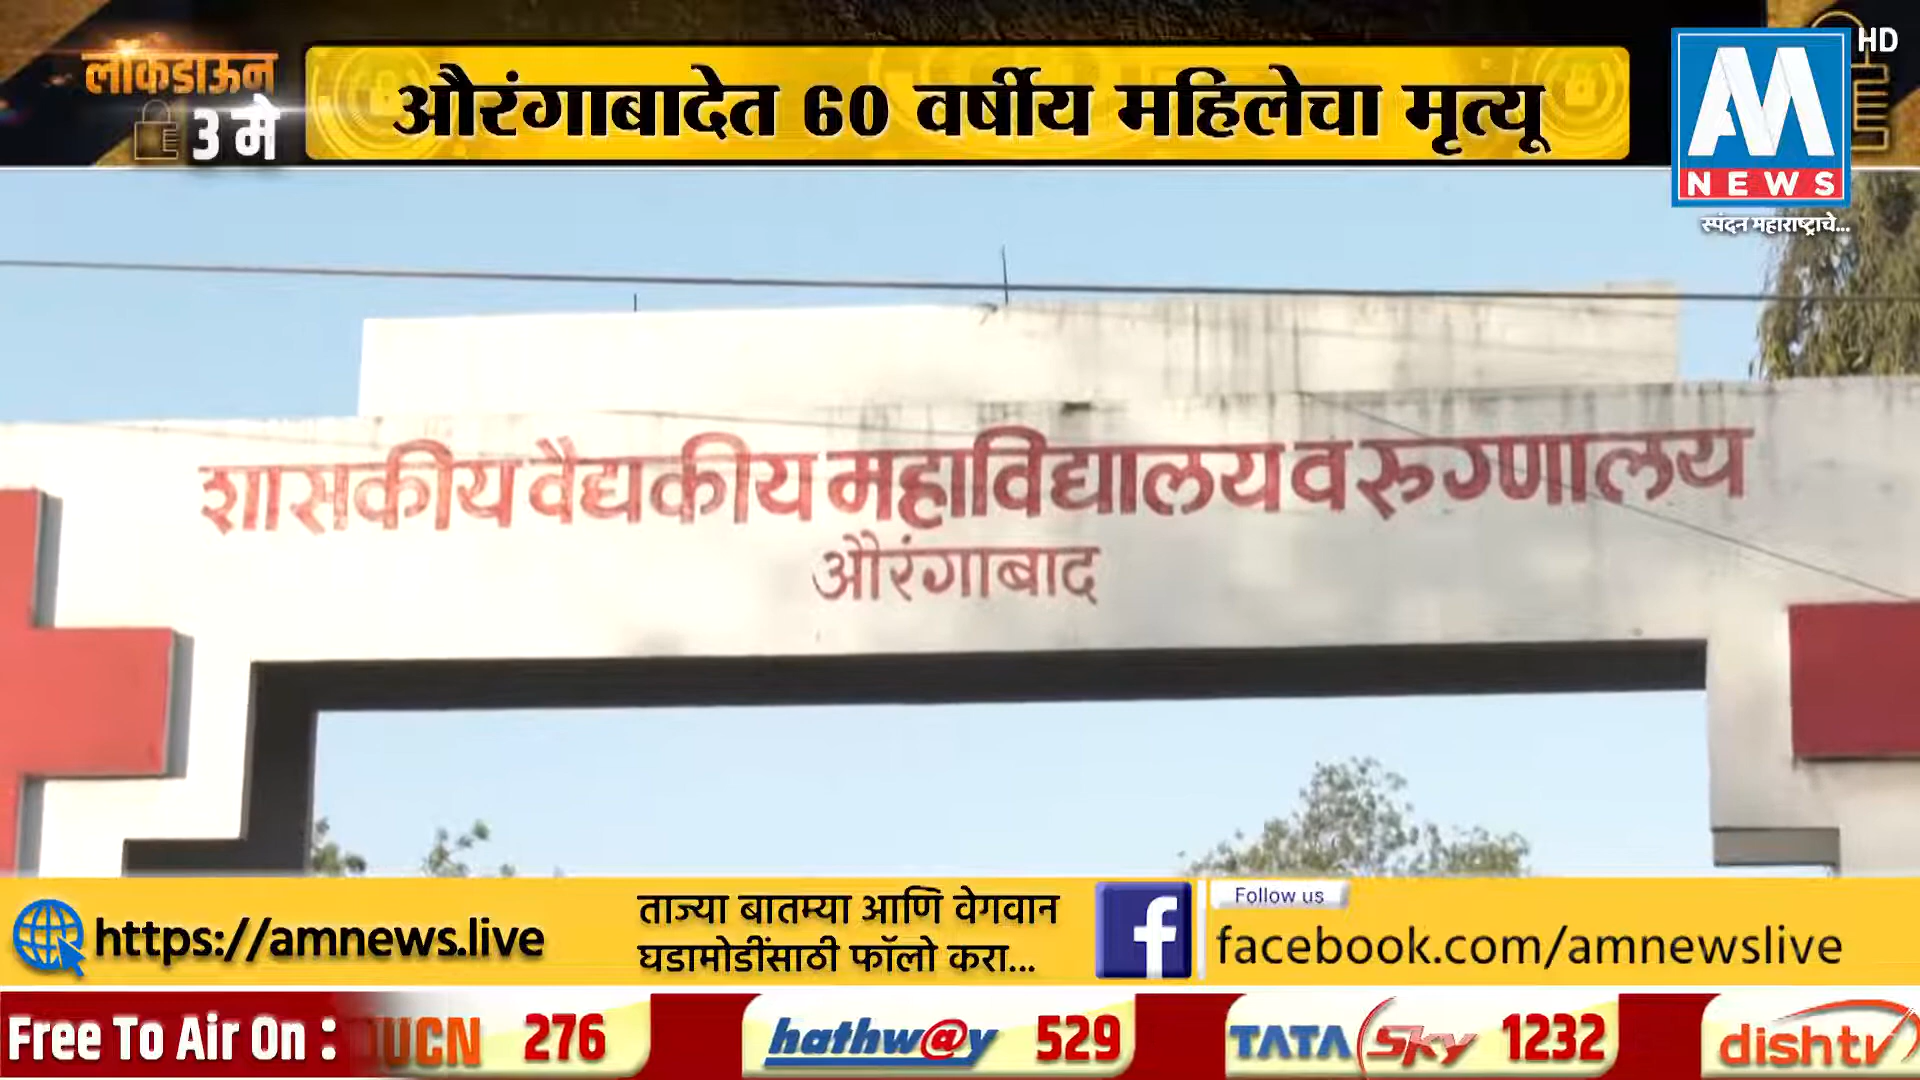 लॉकडाऊन
3 मे
औरंगाबादेत 60 वर्षीय महिलेचा मृत्यू
HD
AM
NEWS
स्पंदन महाराष्ट्राचे...
शासकीय वैद्यकीय महाविद्यालय व रुग्णालय
औरंगाबाद
https://amnews.live
ताज्या बातम्या आणि वेगवान
घडामोडींसाठी फॉलो करा...
f
Follow us
facebook.com/amnewslive
Free To Air On : UCN 276 hathw@y 529 TATA Sky 1232 dishtv